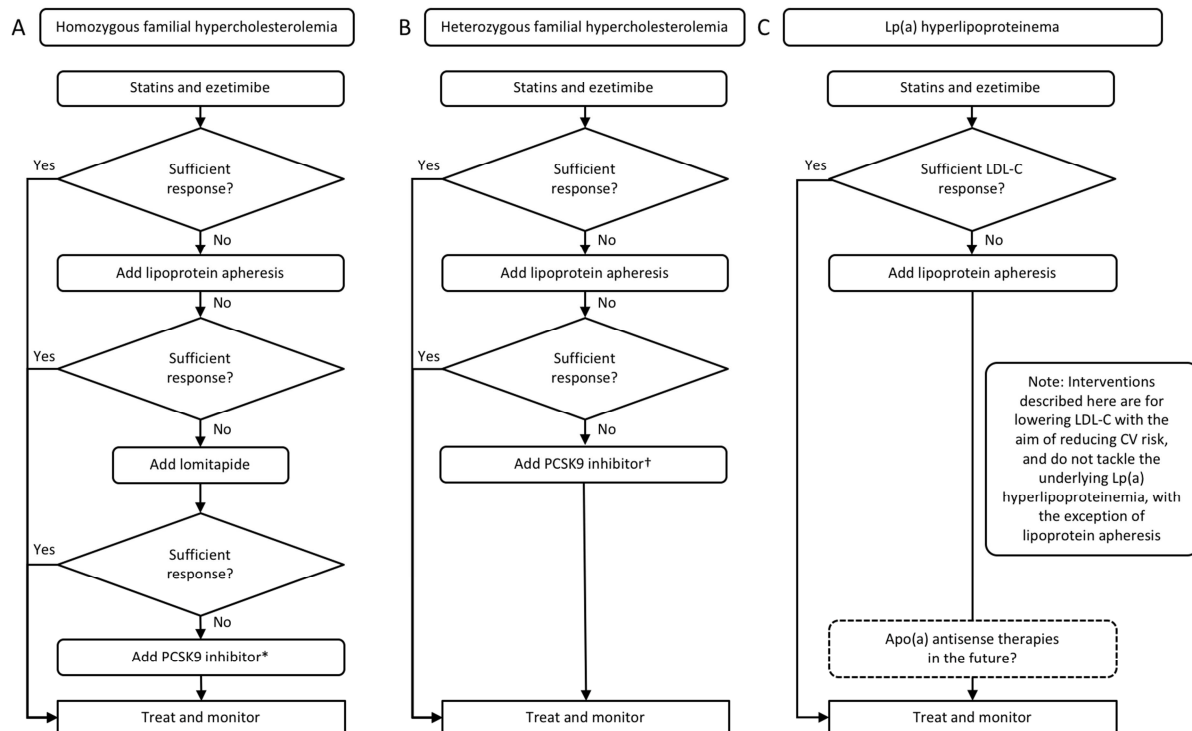 A
Homozygous familial hypercholesterolemia
Statins and ezetimibe
Yes
Sufficient
response?
No
Add lipoprotein apheresis
No
Yes
Sufficient
response?
No
Add lomitapide
Yes
Sufficient
response?
No
Add PCSK9 inhibitor*
Treat and monitor
B
Heterozygous familial hypercholesterolemia
Statins and ezetimibe
Yes
Sufficient
response?
No
Add lipoprotein apheresis
No
Yes
Sufficient
response?
No
Add PCSK9 inhibitor†
Treat and monitor
C
Lp(a) hyperlipoproteinema
Statins and ezetimibe
Yes
Sufficient LDL-C
response?
No
Add lipoprotein apheresis
Note: Interventions
described here are for
lowering LDL-C with the
aim of reducing CV risk,
and do not tackle the
underlying Lp(a)
hyperlipoproteinemia, with
the exception of
lipoprotein apheresis
Apo(a) antisense therapies
in the future?
Treat and monitor